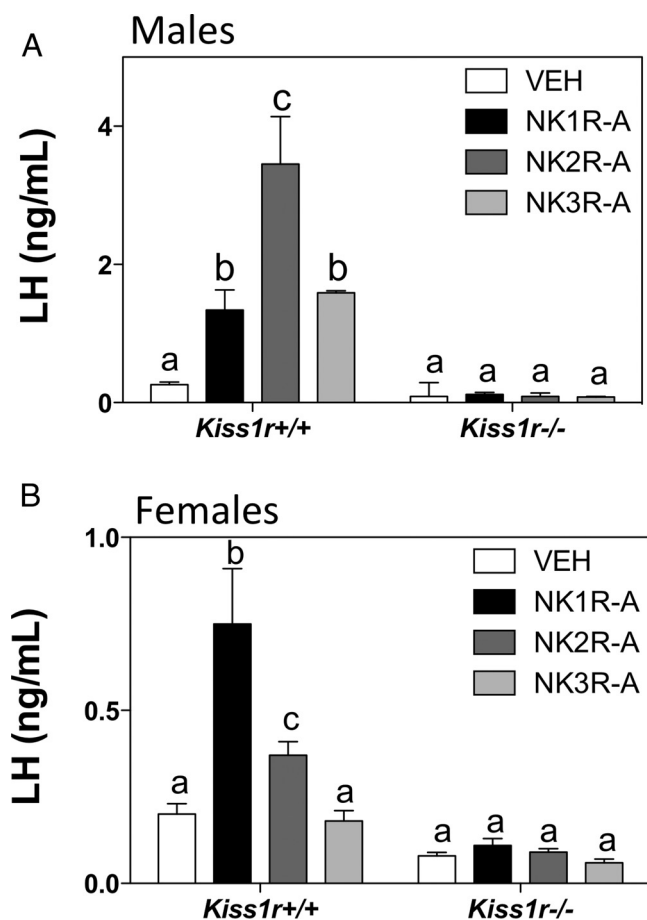 A
Males
LH (ng/mL)
4
2
0
VEH
NK1R-A
NK2R-A
NK3R-A
a
b
c
b
a
a
a
a
Kiss1r+/+
Kiss1r-/-
B
Females
LH (ng/mL)
1.0
0.5
0.0
VEH
NK1R-A
NK2R-A
NK3R-A
a
b
c
a
a
a
a
a
Kiss1r+/+
Kiss1r-/-